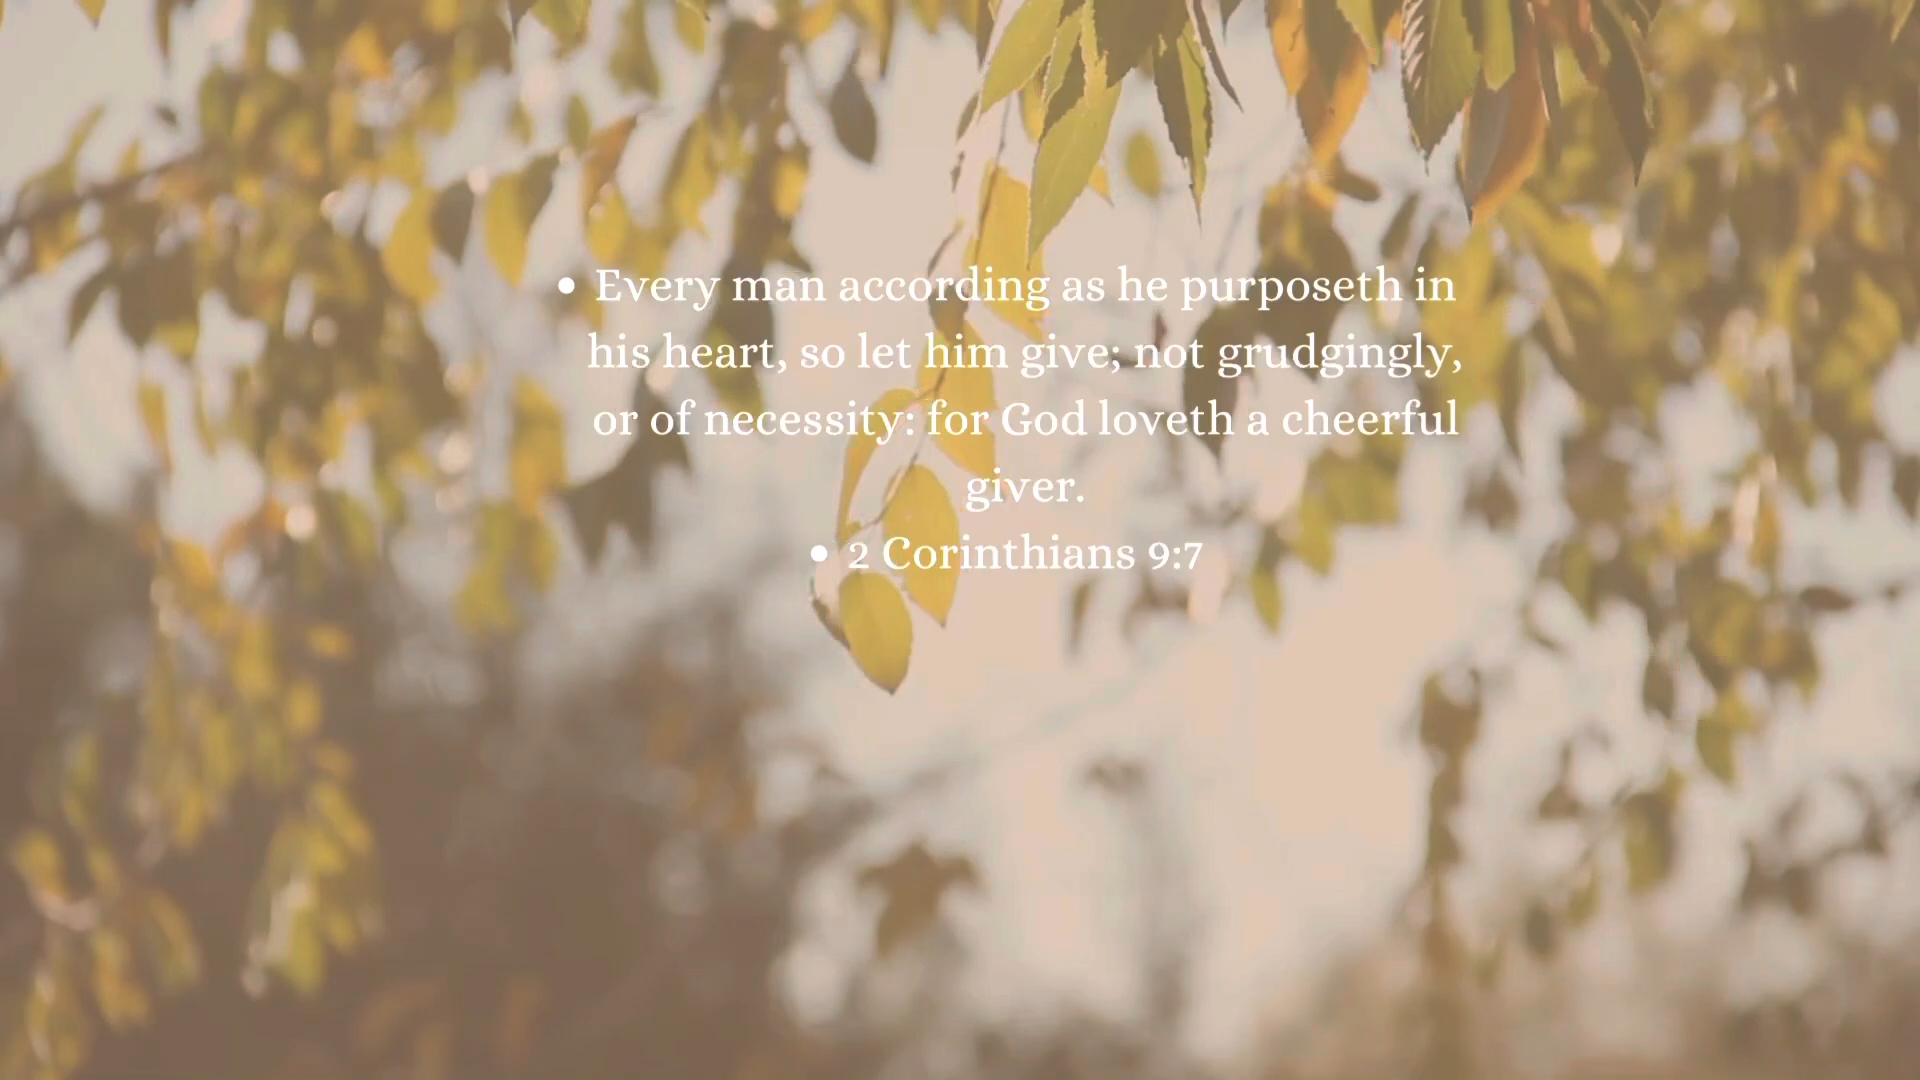 • Every man according as he purposeth in
his heart, so let him give; not grudgingly,
or of necessity: for God loveth a cheerful
giver.
• 2 Corinthians 9:7